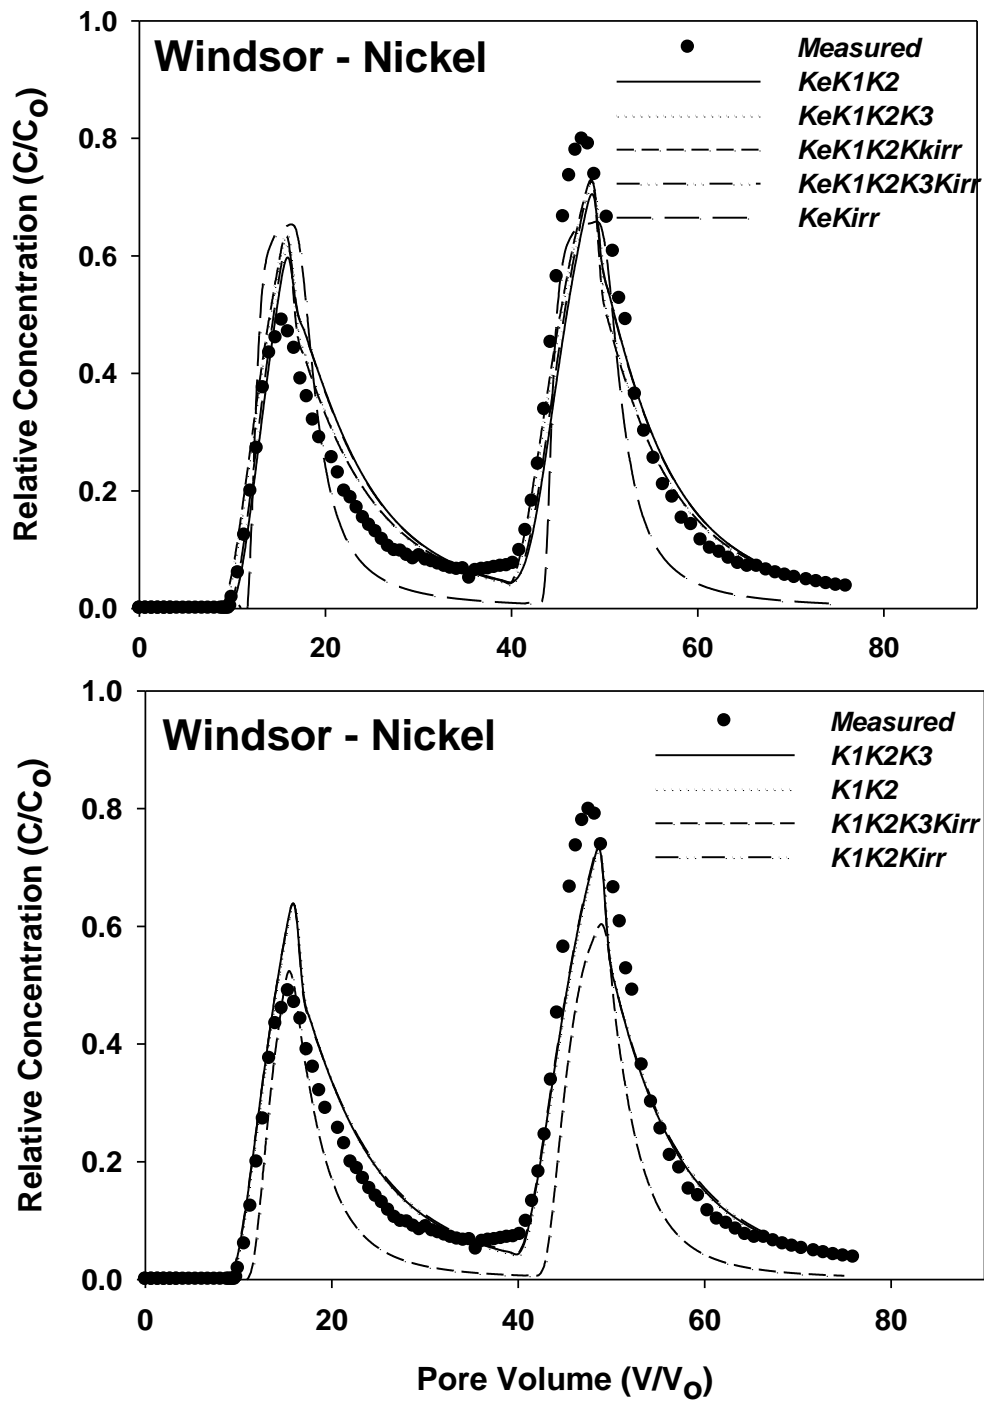 Windsor - Nickel
Measured
KeK1K2
KeK1K2K3
KeK1K2Kkirr
KeK1K2K3Kirr
KeKirr
Relative Concentration (C/Co)
1.0
0.8
0.6
0.4
0.2
0.0
0 20 40 60 80
Windsor - Nickel
Measured
K1K2K3
K1K2
K1K2K3Kirr
K1K2Kirr
Relative Concentration (C/Co)
1.0
0.8
0.6
0.4
0.2
0.0
0 20 40 60 80
Pore Volume (V/Vo)